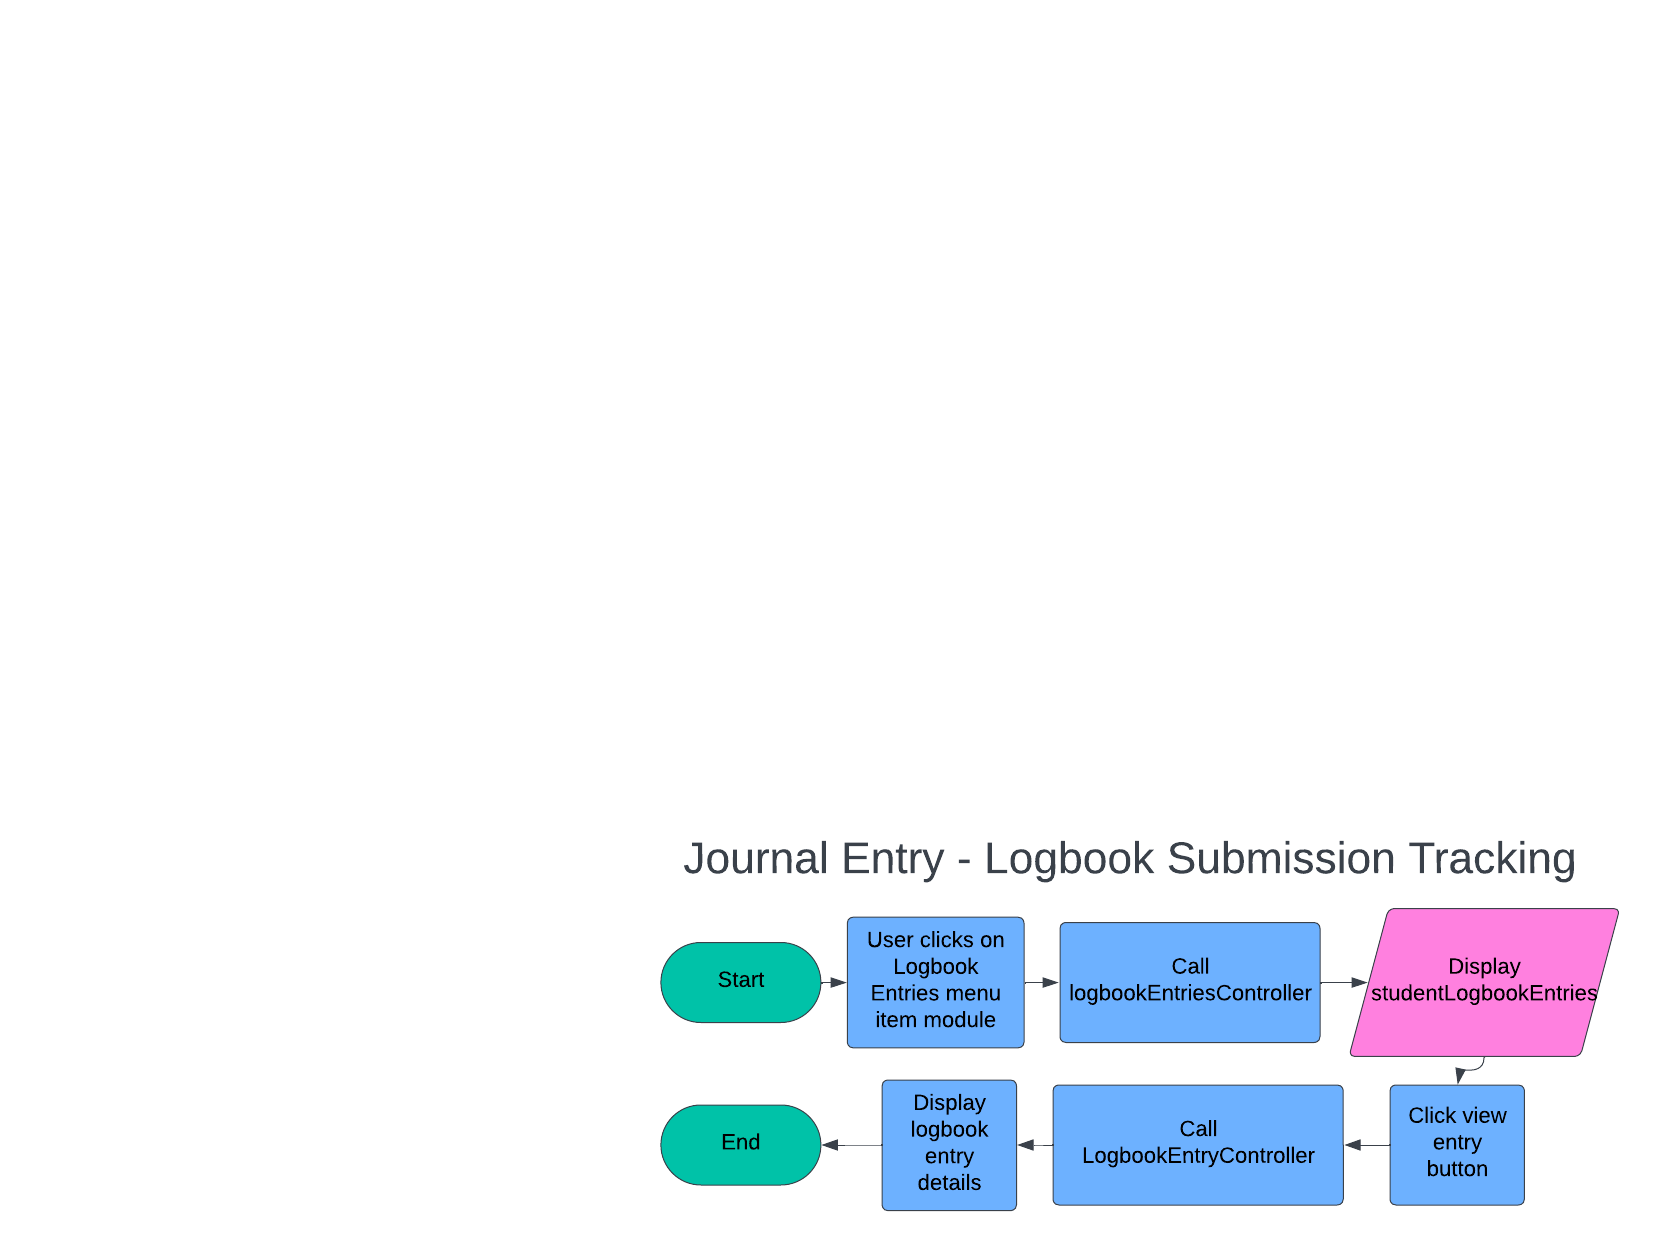 Journal Entry - Logbook Submission Tracking
Start
User clicks on
Logbook
Entries menu
item module
Call
logbookEntriesController
Display
studentLogbookEntries
Click view
entry
button
Call
LogbookEntryController
Display
logbook
entry
details
End